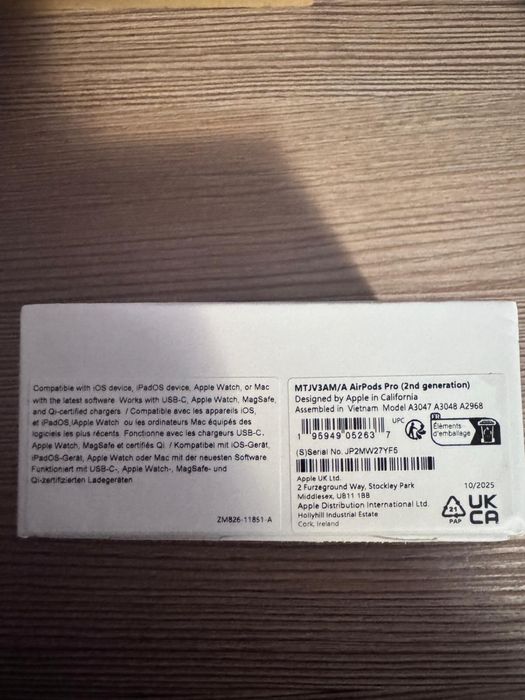 Compatible with iOS device, iPadOS device, Apple Watch, or Mac
with the latest software. Works with USB-C, Apple Watch, MagSafe,
and Qi-certified chargers / Compatible avec les appareils iOS,
et iPadOS,lApple Watch ou les ordinateurs Mac équipés des
logiciels les plus récents. Fonctionne avec les chargeurs USB-C,
Apple Watch, MagSafe et certifiés Qi. / Kompatibel mit iOS-Gerät,
iPadOS-Gerät, Apple Watch oder Mac mit der neuesten Software.
Funktioniert mit USB-C-, Apple Watch-, MagSafe- und
Qi-zertifizierten Ladegeräten
ZM826-11851-A
MTJV3AM/A AirPods Pro (2nd generation)
Designed by Apple in California
Assembled in Vietnam Model A3047 A3048 A2968
1 95949 05263 7
UPC
FR
Éléments
d'emballage
(S)Serial No. JP2MW27YF5
Apple UK Ltd.
2 Furzeground Way, Stockley Park
Middlesex, UB11 1BB
Apple Distribution International Ltd.
Hollyhill Industrial Estate
Cork, Ireland
10/2025
21
PAP
UK
CA